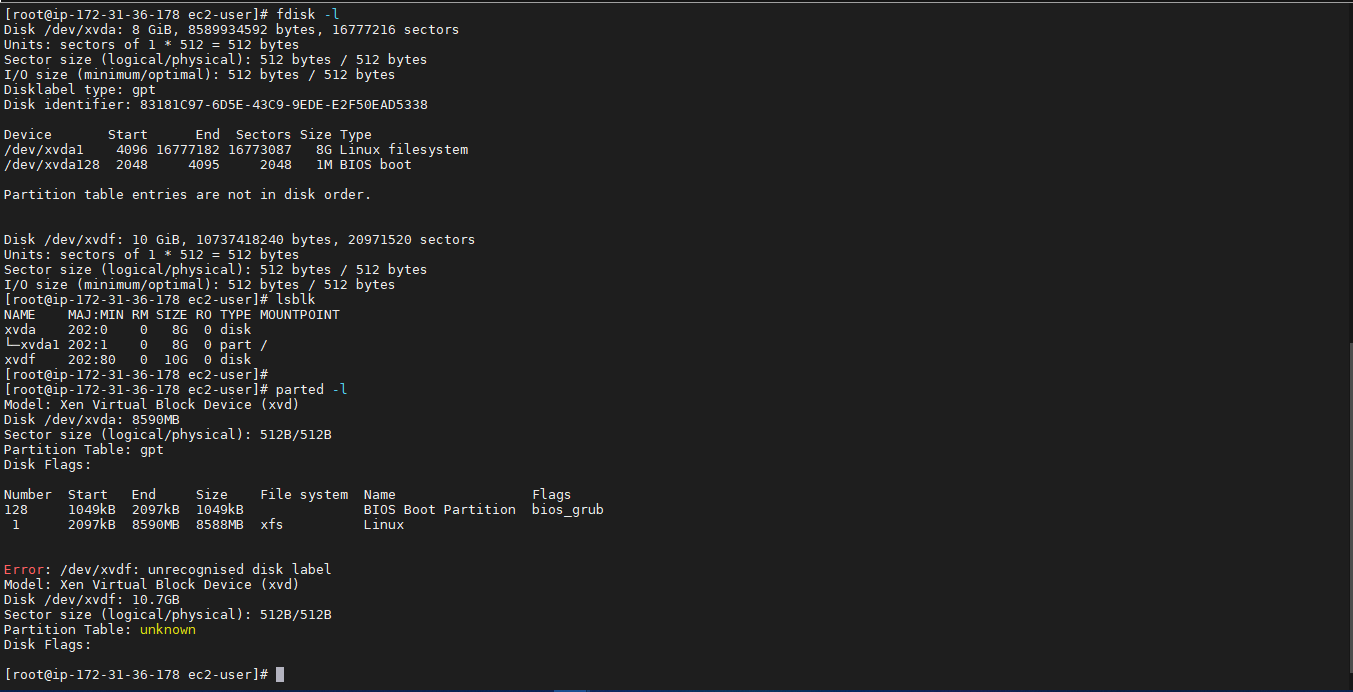 [root@ip-172-31-36-178 ec2-user]# fdisk -l
Disk /dev/xvda: 8 GiB, 8589934592 bytes, 16777216 sectors
Units: sectors of 1 * 512 = 512 bytes
Sector size (logical/physical): 512 bytes / 512 bytes
I/O size (minimum/optimal): 512 bytes / 512 bytes
Disklabel type: gpt
Disk identifier: 83181C97-6D5E-43C9-9EDE-E2F50EAD5338

Device       Start      End  Sectors Size Type
/dev/xvda1    4096 16777182 16773087   8G Linux filesystem
/dev/xvda128  2048     4095     2048   1M BIOS boot

Partition table entries are not in disk order.


Disk /dev/xvdf: 10 GiB, 10737418240 bytes, 20971520 sectors
Units: sectors of 1 * 512 = 512 bytes
Sector size (logical/physical): 512 bytes / 512 bytes
I/O size (minimum/optimal): 512 bytes / 512 bytes
[root@ip-172-31-36-178 ec2-user]# lsblk
NAME    MAJ:MIN RM SIZE RO TYPE MOUNTPOINT
xvda    202:0    0   8G  0 disk
└─xvda1 202:1    0   8G  0 part /
xvdf    202:80   0  10G  0 disk
[root@ip-172-31-36-178 ec2-user]#
[root@ip-172-31-36-178 ec2-user]# parted -l
Model: Xen Virtual Block Device (xvd)
Disk /dev/xvda: 8590MB
Sector size (logical/physical): 512B/512B
Partition Table: gpt
Disk Flags:

Number  Start   End     Size    File system  Name                 Flags
128     1049kB  2097kB  1049kB               BIOS Boot Partition  bios_grub
 1      2097kB  8590MB  8588MB  xfs          Linux


Error: /dev/xvdf: unrecognised disk label
Model: Xen Virtual Block Device (xvd)
Disk /dev/xvdf: 10.7GB
Sector size (logical/physical): 512B/512B
Partition Table: unknown
Disk Flags:

[root@ip-172-31-36-178 ec2-user]#